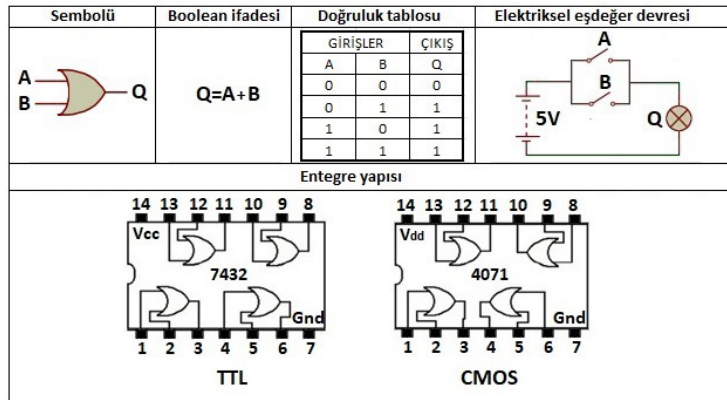 Sembolü Boolean ifadesi Doğruluk tablosu Elektriksel eşdeğer devresi
A
B
Q
Q=A+B
GİRİŞLER ÇIKIŞ
A B Q
0 0 0
0 1 1
1 0 1
1 1 1
A
B
5V
Q
Entegre yapısı
14 13 12 11 10 9 8
Vcc
7432
Gnd
1 2 3 4 5 6 7
TTL
14 13 12 11 10 9 8
Vdd
4071
Gnd
1 2 3 4 5 6 7
CMOS